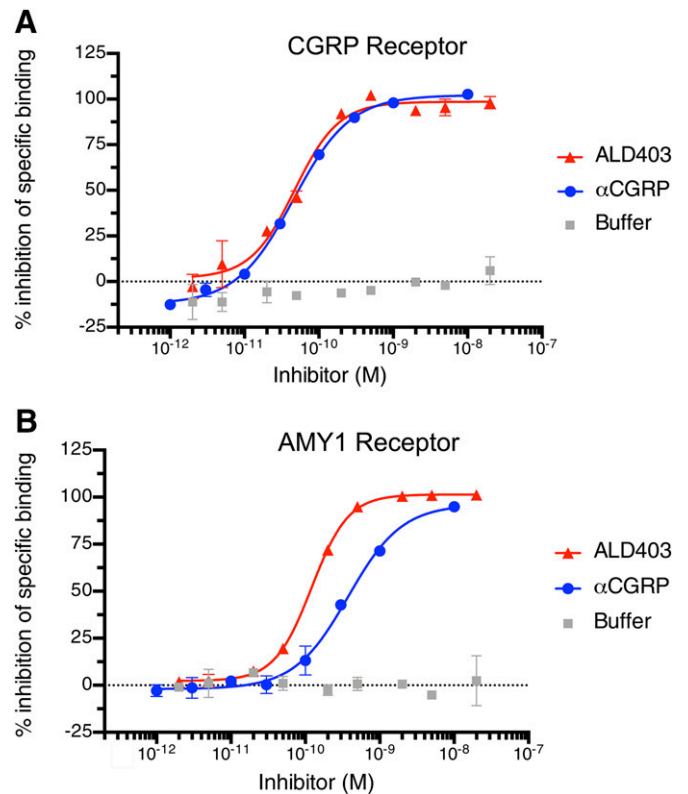 A
CGRP Receptor
% inhibition of specific binding
125
100
75
50
25
0
-25
10-12
10-11
10-10
10-9
10-8
10-7
Inhibitor (M)
ALD403
αCGRP
Buffer
B
AMY1 Receptor
% inhibition of specific binding
125
100
75
50
25
0
-25
10-12
10-11
10-10
10-9
10-8
10-7
Inhibitor (M)
ALD403
αCGRP
Buffer